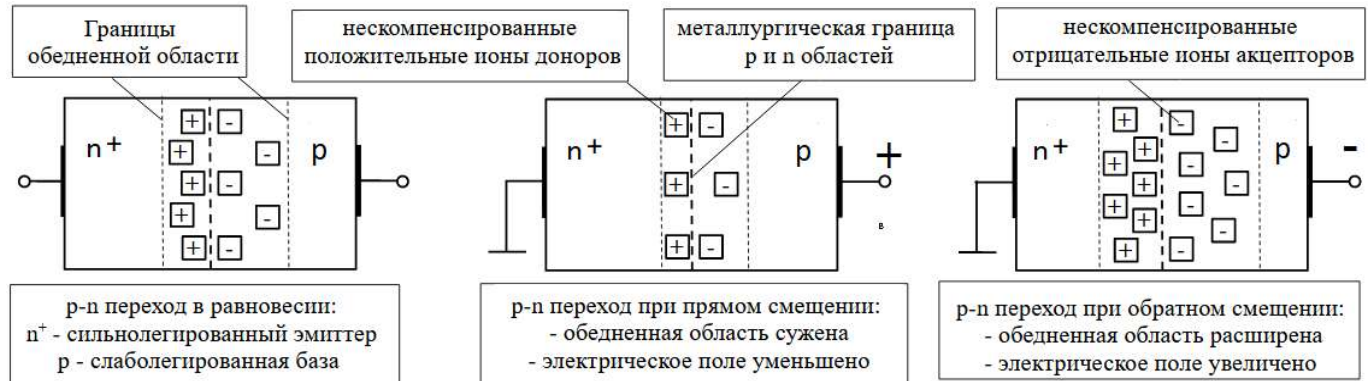 Границы
обедненной области
нескомпенсированные
положительные ионы доноров
металлургическая граница
p и n областей
нескомпенсированные
отрицательные ионы акцепторов
n+
+ -
+ -
+ -
+ -
+ -
p
n+
+ -
+ -
+ -
p
+
в
n+
+ -
+ -
+ -
+ -
+ -
+ -
+ -
p
-
p-n переход в равновесии:
n+ - сильнолегированный эмиттер
p - слаболегированная база
p-n переход при прямом смещении:
- обедненная область сужена
- электрическое поле уменьшено
p-n переход при обратном смещении:
- обедненная область расширена
- электрическое поле увеличено